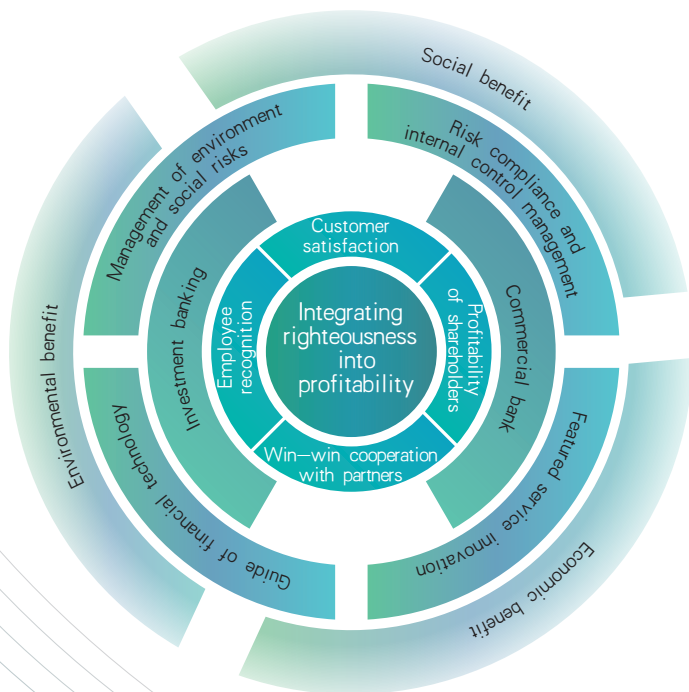 Social benefit
Management of environment
and social risks
Risk compliance and
internal control management
Customer
satisfaction
Investment banking
Employee
recognition
Integrating
righteousness
into
profitability
Profitability
of shareholders
Commercial bank
Environmental benefit
Win-win cooperation
with partners
Guide of financial technology
Featured service innovation
Economic benefit